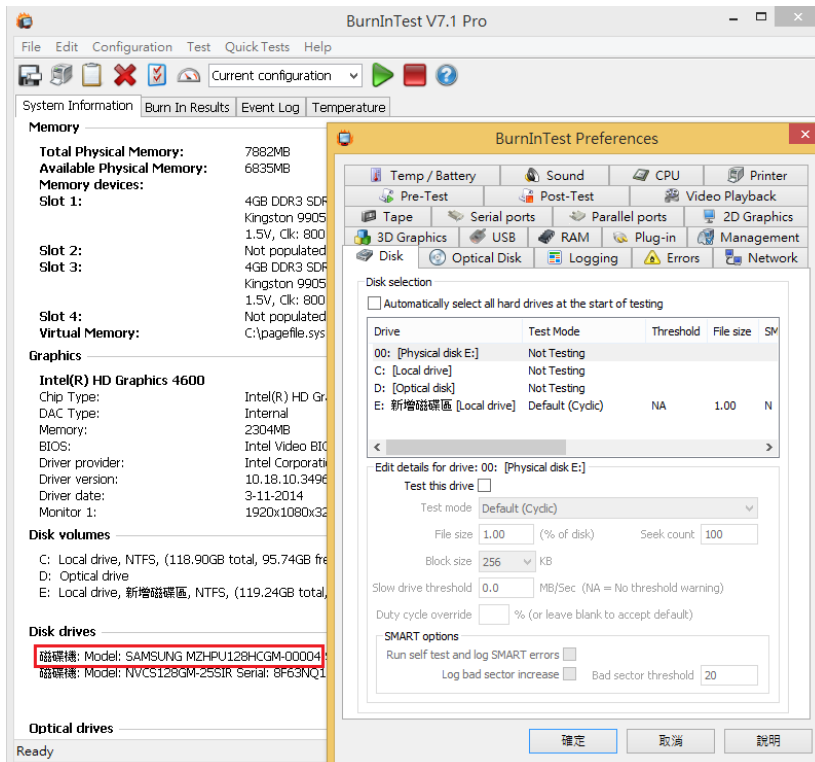 BurnInTest V7.1 Pro
File Edit Configuration Test Quick Tests Help
Current configuration
System Information Burn In Results Event Log Temperature
Memory
Total Physical Memory: 7882MB
Available Physical Memory: 6835MB
Memory devices:
Slot 1: 4GB DDR3 SDR
Kingston 9905
1.5V, Clk: 800
Slot 2: Not populated
Slot 3: 4GB DDR3 SDR
Kingston 9905
1.5V, Clk: 800
Slot 4: Not populated
Virtual Memory: C:\pagefile.sys
Graphics
Intel(R) HD Graphics 4600
Chip Type: Intel(R) HD Gr
DAC Type: Internal
Memory: 2304MB
BIOS: Intel Video BIO
Driver provider: Intel Corporati
Driver version: 10.18.10.3496
Driver date: 3-11-2014
Monitor 1: 1920x1080x32
Disk volumes
C: Local drive, NTFS, (118.90GB total, 95.74GB fre
D: Optical drive
E: Local drive, 新增磁碟區, NTFS, (119.24GB total,
Disk drives
磁碟機: Model: SAMSUNG MZHPU128HCGM-00004
磁碟機: Model: NVCS128GM-25SIR Serial: 8F63NQ1
Optical drives
Ready
BurnInTest Preferences
Temp / Battery Sound CPU Printer
Pre-Test Post-Test Video Playback
Tape Serial ports Parallel ports 2D Graphics
3D Graphics USB RAM Plug-in Management
Disk Optical Disk Logging Errors Network
Disk selection
Automatically select all hard drives at the start of testing
Drive Test Mode Threshold File size SM
00: [Physical disk E:] Not Testing
C: [Local drive] Not Testing
D: [Optical disk] Not Testing
E: 新增磁碟區 [Local drive] Default (Cyclic) NA 1.00 N
Edit details for drive: 00: [Physical disk E:]
Test this drive
Test mode Default (Cyclic)
File size 1.00 (% of disk) Seek count 100
Block size 256 KB
Slow drive threshold 0.0 MB/Sec (NA = No threshold warning)
Duty cycle override % (or leave blank to accept default)
SMART options
Run self test and log SMART errors
Log bad sector increase Bad sector threshold 20
確定 取消 說明